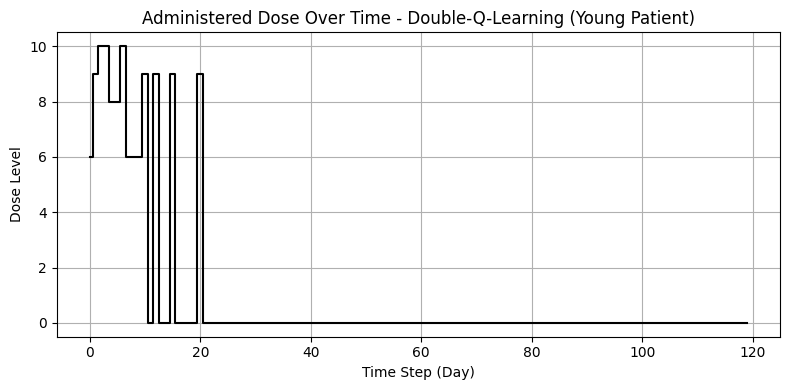 Administered Dose Over Time - Double-Q-Learning (Young Patient)
Dose Level
10
8
6
4
2
0
0 20 40 60 80 100 120
Time Step (Day)